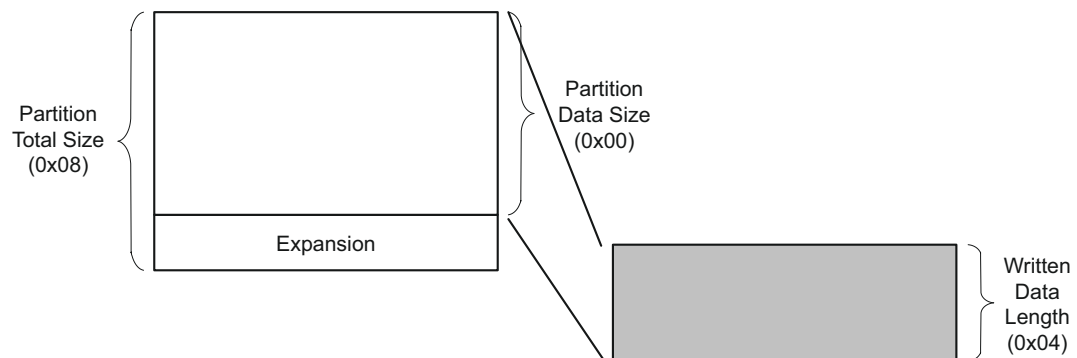 Partition
Total Size
(0x08)
Partition
Data Size
(0x00)
Expansion
Written
Data
Length
(0x04)